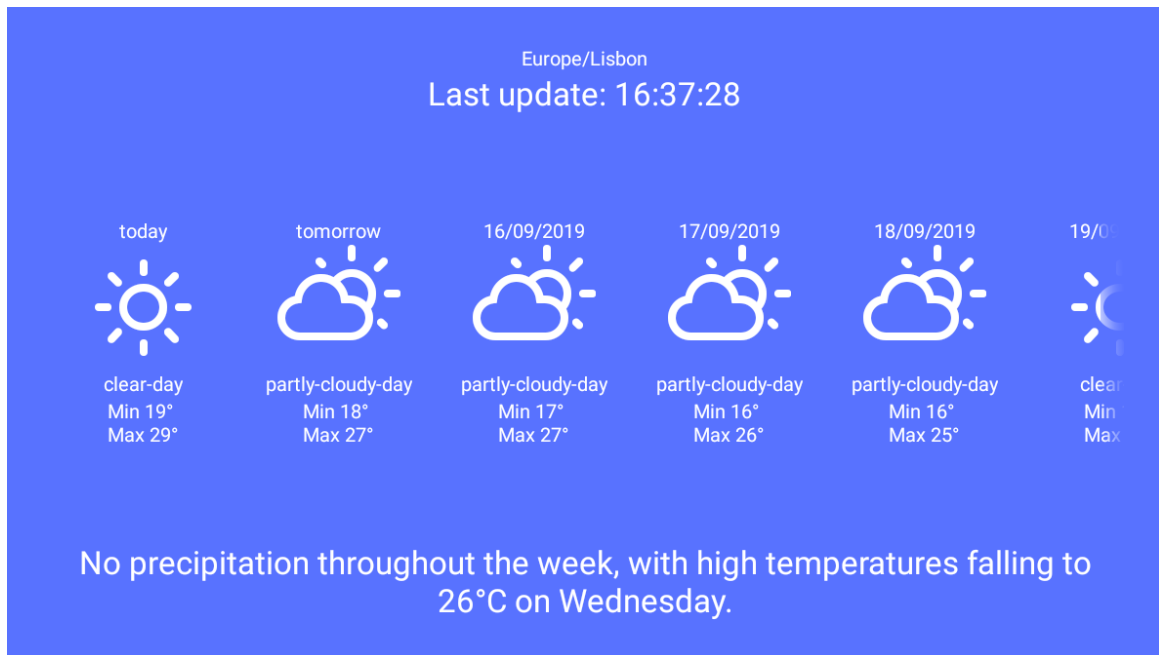 Europe/Lisbon
Last update: 16:37:28
today
tomorrow
16/09/2019
17/09/2019
18/09/2019
clear-day
partly-cloudy-day
partly-cloudy-day
partly-cloudy-day
partly-cloudy-day
Min 19°
Min 18°
Min 17°
Min 16°
Min 16°
Min
Max 29°
Max 27°
Max 27°
Max 26°
Max 25°
Max
No precipitation throughout the week, with high temperatures falling to
26°C on Wednesday.